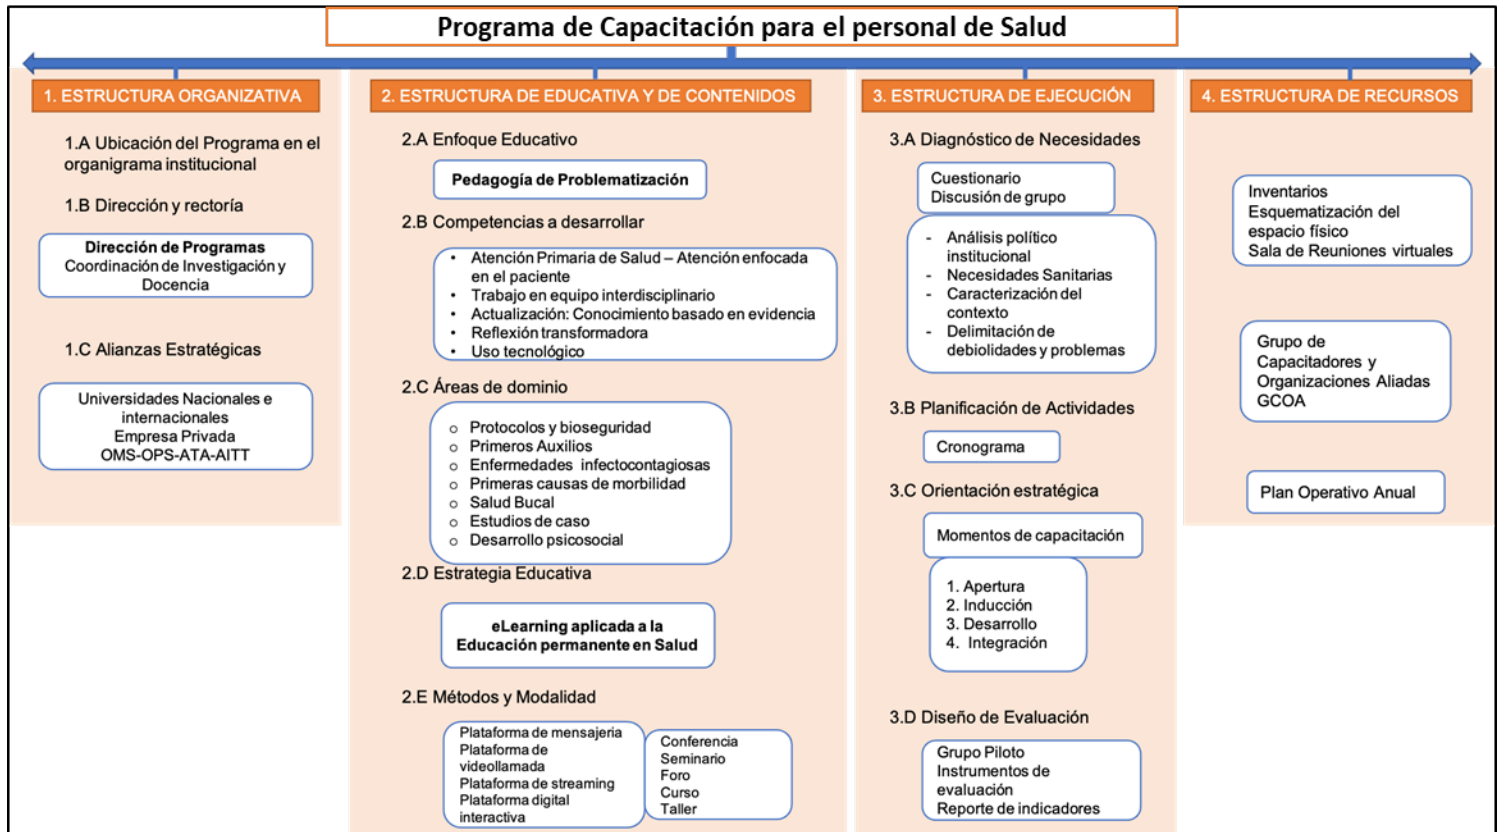 Programa de Capacitación para el personal de Salud
1. ESTRUCTURA ORGANIZATIVA
1.A Ubicación del Programa en el
organigrama institucional
1.B Dirección y rectoría
Dirección de Programas
Coordinación de Investigación y
Docencia
1.C Alianzas Estratégicas
Universidades Nacionales e
internacionales
Empresa Privada
OMS-OPS-ATA-AITT
2. ESTRUCTURA DE EDUCATIVA Y DE CONTENIDOS
2.A Enfoque Educativo
Pedagogía de Problematización
2.B Competencias a desarrollar
• Atención Primaria de Salud – Atención enfocada
en el paciente
• Trabajo en equipo interdisciplinario
• Actualización: Conocimiento basado en evidencia
• Reflexión transformadora
• Uso tecnológico
2.C Áreas de dominio
o Protocolos y bioseguridad
o Primeros Auxilios
o Enfermedades infectocontagiosas
o Primeras causas de morbilidad
o Salud Bucal
o Estudios de caso
o Desarrollo psicosocial
2.D Estrategia Educativa
eLearning aplicada a la
Educación permanente en Salud
2.E Métodos y Modalidad
Plataforma de mensajeria
Plataforma de
videollamada
Plataforma de streaming
Plataforma digital
interactiva
Conferencia
Seminario
Foro
Curso
Taller
3. ESTRUCTURA DE EJECUCIÓN
3.A Diagnóstico de Necesidades
Cuestionario
Discusión de grupo
- Análisis político
institucional
- Necesidades Sanitarias
- Caracterización del
contexto
- Delimitación de
debiolidades y problemas
3.B Planificación de Actividades
Cronograma
3.C Orientación estratégica
Momentos de capacitación
1. Apertura
2. Inducción
3. Desarrollo
4. Integración
3.D Diseño de Evaluación
Grupo Piloto
Instrumentos de
evaluación
Reporte de indicadores
4. ESTRUCTURA DE RECURSOS
Inventarios
Esquematización del
espacio físico
Sala de Reuniones virtuales
Grupo de
Capacitadores y
Organizaciones Aliadas
GCOA
Plan Operativo Anual